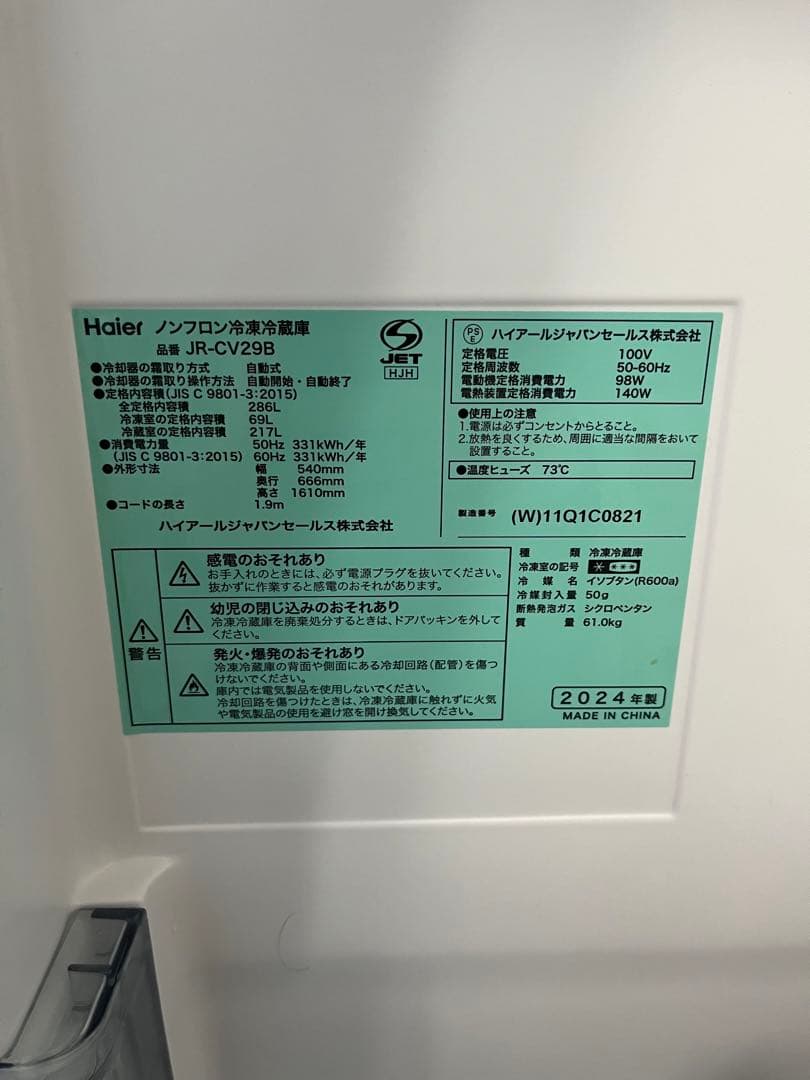 Haier ノンフロン冷凍冷蔵庫
品番 JR-CV29B
●冷却器の霜取り方式 自動式
●冷却器の霜取り操作方法 自動開始・自動終了
●定格内容積(JIS C 9801-3:2015)
全定格内容積 286L
冷凍室の定格内容積 69L
冷蔵室の定格内容積 217L
●消費電力量 50Hz 331kWh/年
(JIS C 9801-3:2015) 60Hz 331kWh/年
●外形寸法 幅 540mm
奥行 666mm
高さ 1610mm
●コードの長さ 1.9m
ハイアールジャパンセールス株式会社
S
JET
HJH
PS
E
ハイアールジャパンセールス株式会社
定格電圧 100V
定格周波数 50-60Hz
電動機定格消費電力 98W
電熱装置定格消費電力 140W
●使用上の注意
1.電源は必ずコンセントからとること。
2.放熱を良くするため、周囲に適当な間隔をおいて
設置すること。
●温度ヒューズ 73℃
製造番号 (W)11Q1C0821
警告
感電のおそれあり
お手入れのときには、必ず電源プラグを抜いてください。
抜かずに作業すると感電のおそれがあります。
幼児の閉じ込みのおそれあり
冷凍冷蔵庫を廃棄処分するときは、ドアパッキンを外して
ください。
発火・爆発のおそれあり
冷凍冷蔵庫の背面や側面にある冷却回路(配管)を傷つ
けないでください。
庫内では電気製品を使用しないでください。
冷却回路を傷つけたときは、冷凍冷蔵庫に触れずに火気
や電気製品の使用を避け窓を開け換気してください。
種類 冷凍冷蔵庫
冷凍室の記号
冷媒名 イソブタン(R600a)
冷媒封入量 50g
断熱発泡ガス シクロペンタン
質量 61.0kg
2024年製
MADE IN CHINA